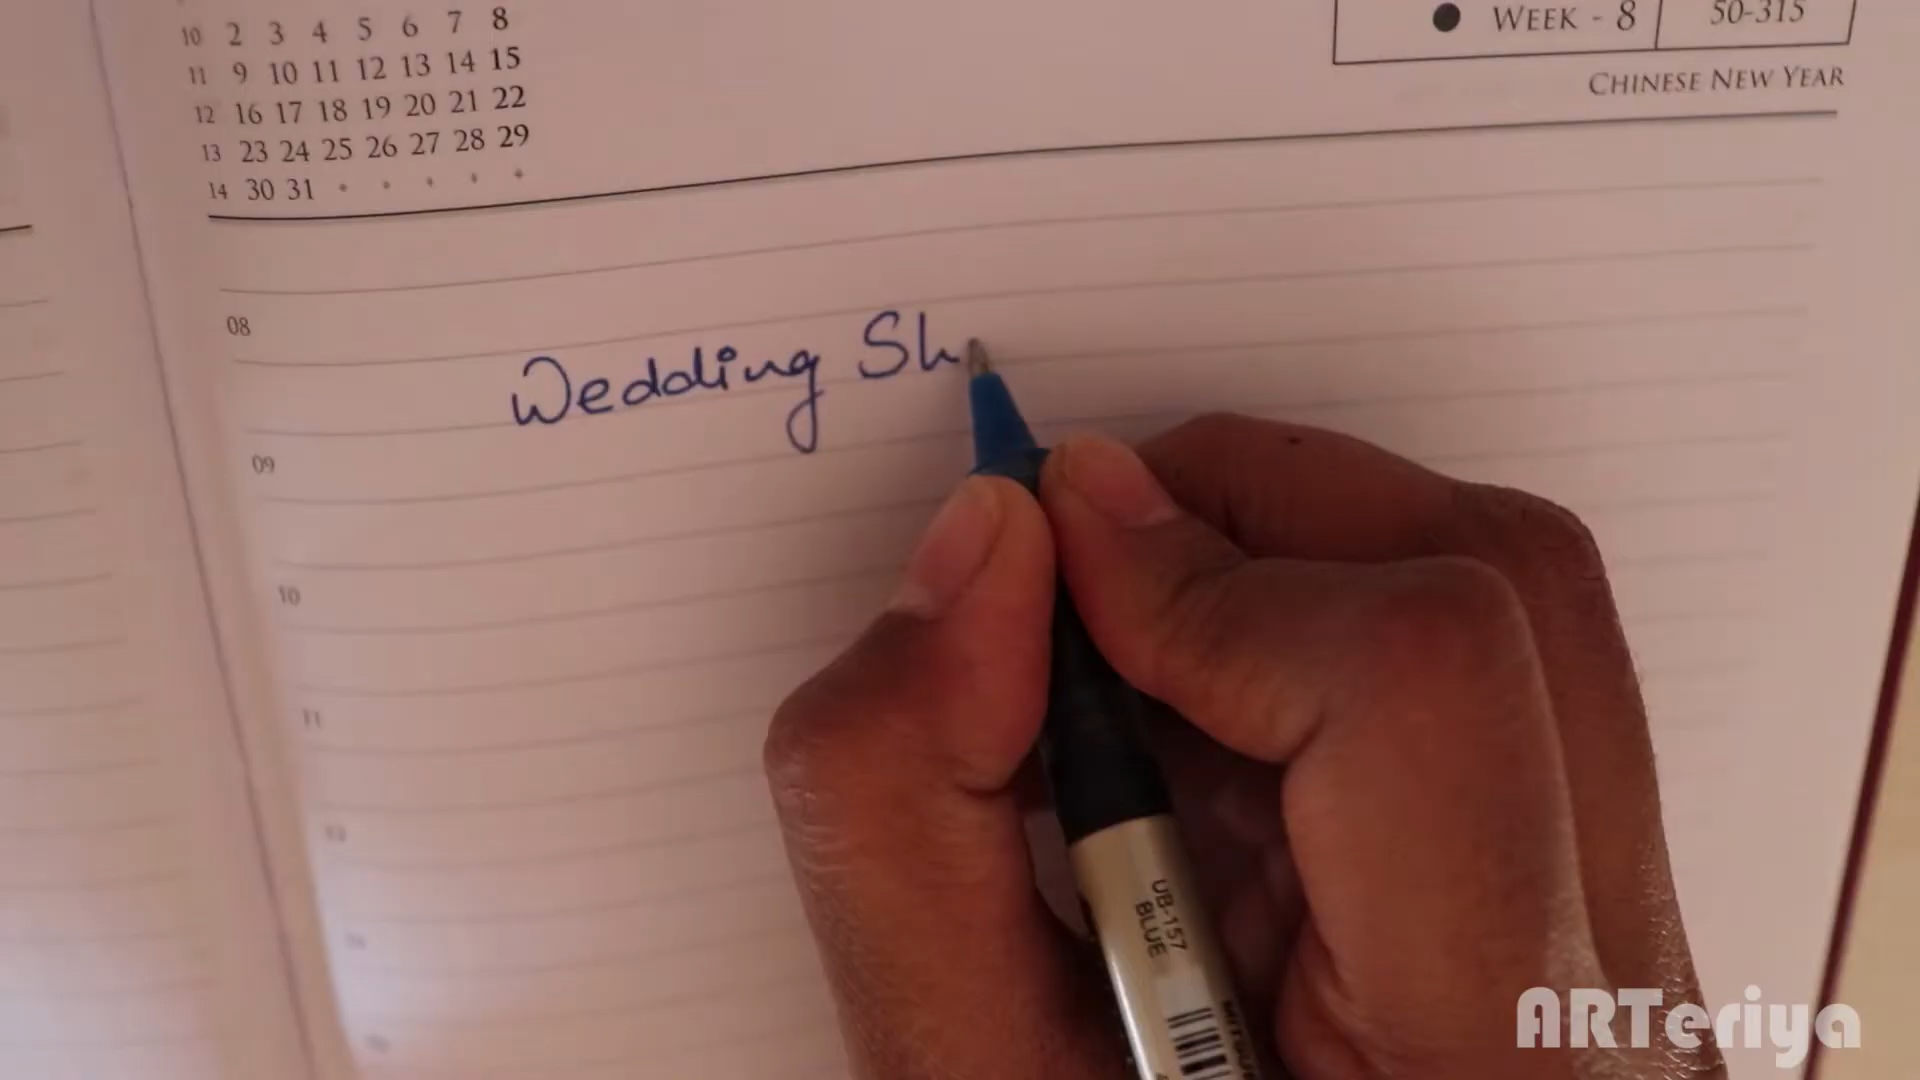 10 2 3 4 5 6 7 8
11 9 10 11 12 13 14 15
12 16 17 18 19 20 21 22
13 23 24 25 26 27 28 29
14 30 31
WEEK - 8
50-315
CHINESE NEW YEAR
08
Wedding Sh
09
10
11
12
UB-157
BLUE
ARTeriya